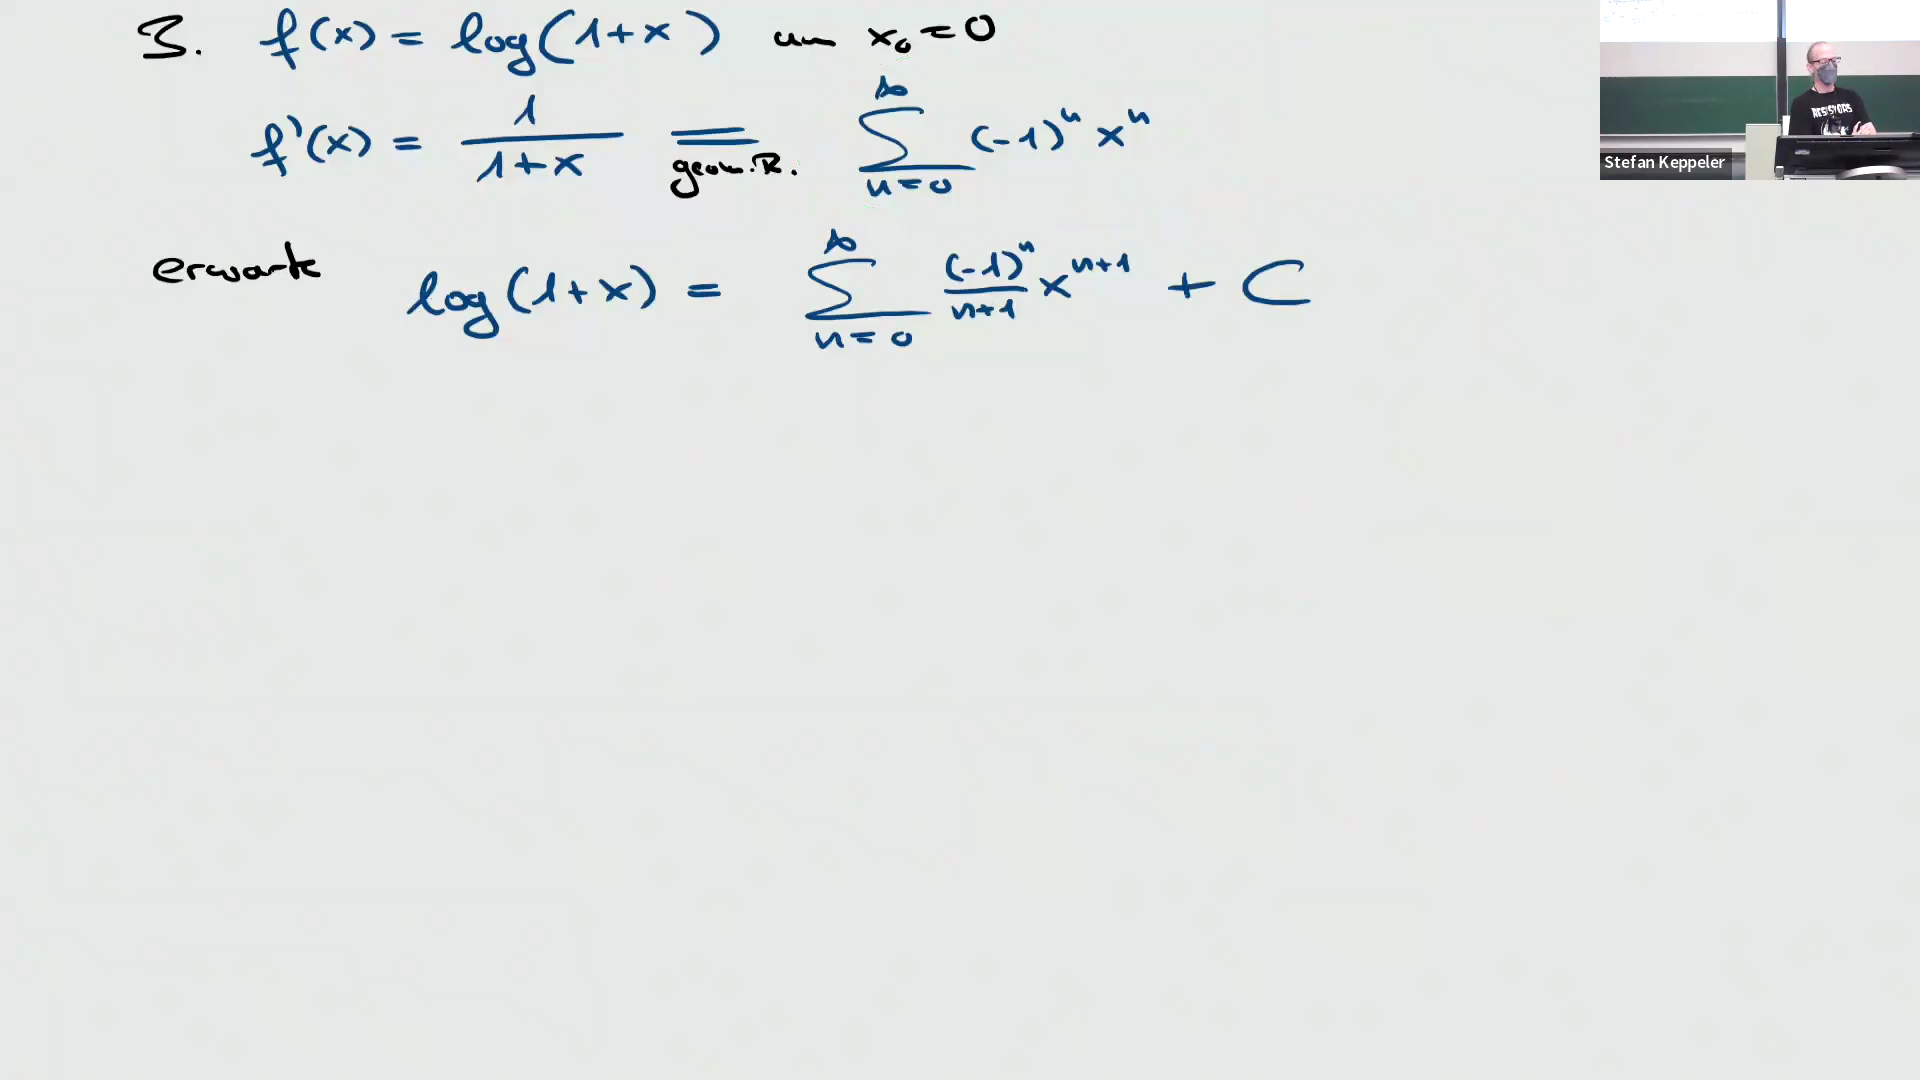 3. f(x) = log(1+x) um x₀=0
f'(x) = 1/(1+x) = geom. R. ∑_{n=0}^{∞} (-1)^n x^n
erwarte log(1+x) = ∑_{n=0}^{∞} (-1)^n/(n+1) x^{n+1} + C
RESISTORS
Stefan Keppeler